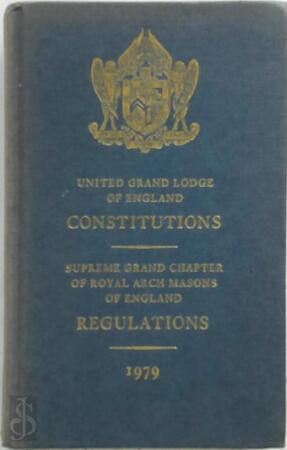 UNITED GRAND LODGE
OF ENGLAND
CONSTITUTIONS
SUPREME GRAND CHAPTER
OF ROYAL ARCH MASONS
OF ENGLAND
REGULATIONS
1979